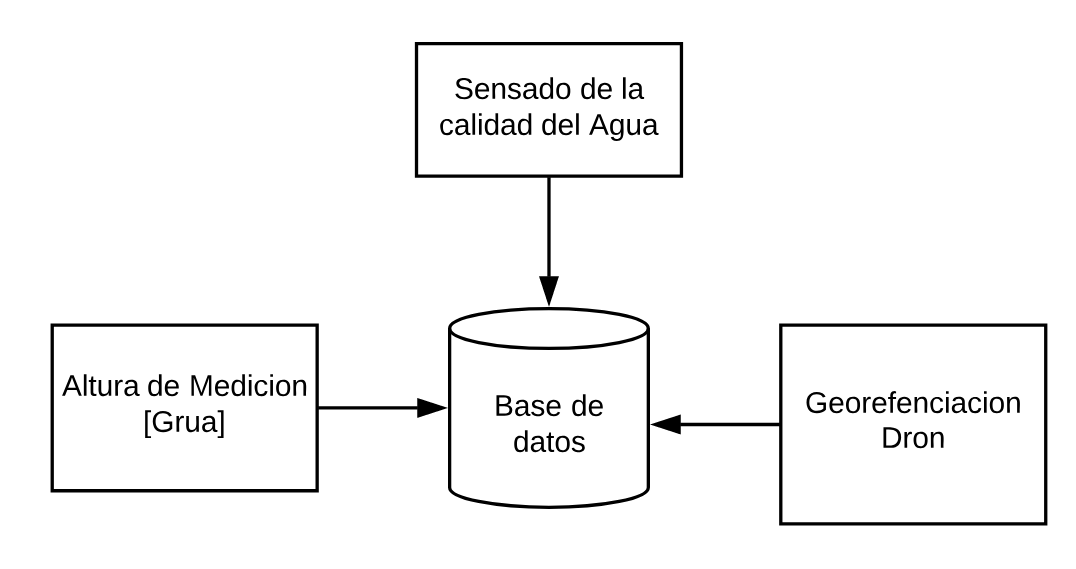 Sensado de la
calidad del Agua
Altura de Medicion
[Grua]
Base de
datos
Georefenciacion
Dron